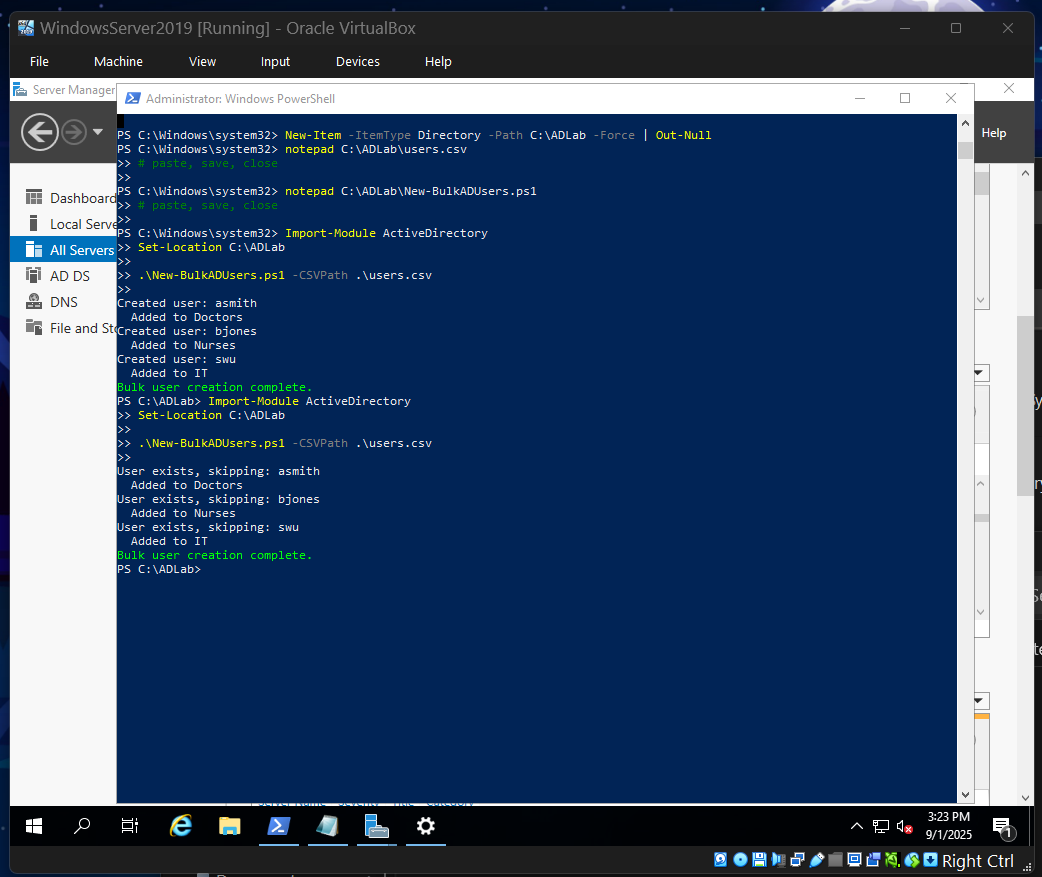 WindowsServer2019 [Running] - Oracle VirtualBox
File Machine View Input Devices Help
Server Manager
Administrator: Windows PowerShell
Help
Dashboard
Local Serve
All Servers
AD DS
DNS
File and Sto
PS C:\Windows\system32> New-Item -ItemType Directory -Path C:\ADLab -Force | Out-Null
PS C:\Windows\system32> notepad C:\ADLab\users.csv
>> # paste, save, close
>>
PS C:\Windows\system32> notepad C:\ADLab\New-BulkADUsers.ps1
>> # paste, save, close
>>
PS C:\Windows\system32> Import-Module ActiveDirectory
>> Set-Location C:\ADLab
>>
>> .\New-BulkADUsers.ps1 -CSVPath .\users.csv
>>
Created user: asmith
  Added to Doctors
Created user: bjones
  Added to Nurses
Created user: swu
  Added to IT
Bulk user creation complete.
PS C:\ADLab> Import-Module ActiveDirectory
>> Set-Location C:\ADLab
>>
>> .\New-BulkADUsers.ps1 -CSVPath .\users.csv
>>
User exists, skipping: asmith
  Added to Doctors
User exists, skipping: bjones
  Added to Nurses
User exists, skipping: swu
  Added to IT
Bulk user creation complete.
PS C:\ADLab>
3:23 PM
9/1/2025
1
Right Ctrl